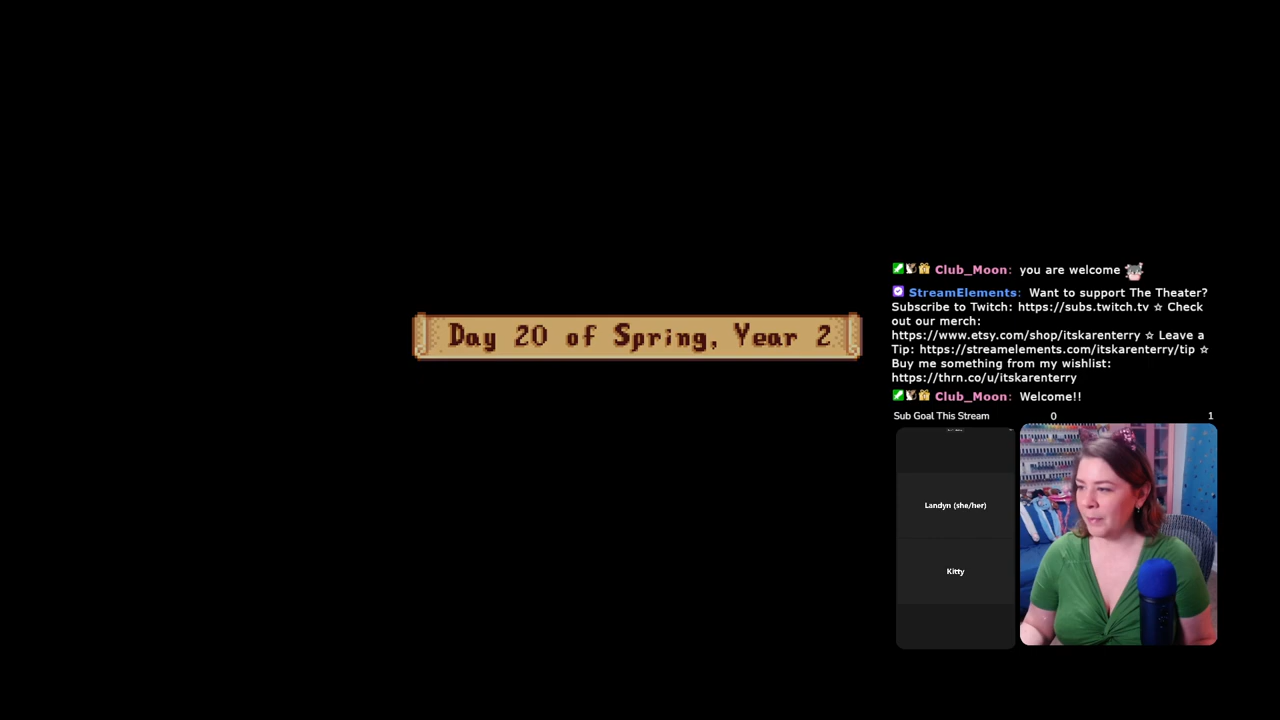 Day 20 of Spring, Year 2
Club_Moon: you are welcome
StreamElements: Want to support The Theater?
Subscribe to Twitch: https://subs.twitch.tv ☆ Check
out our merch:
https://www.etsy.com/shop/itskarenterry ☆ Leave a
Tip: https://streamelements.com/itskarenterry/tip ☆
Buy me something from my wishlist:
https://thrn.co/u/itskarenterry
Club_Moon: Welcome!!
Sub Goal This Stream 0 1
Landyn (she/her)
Kitty